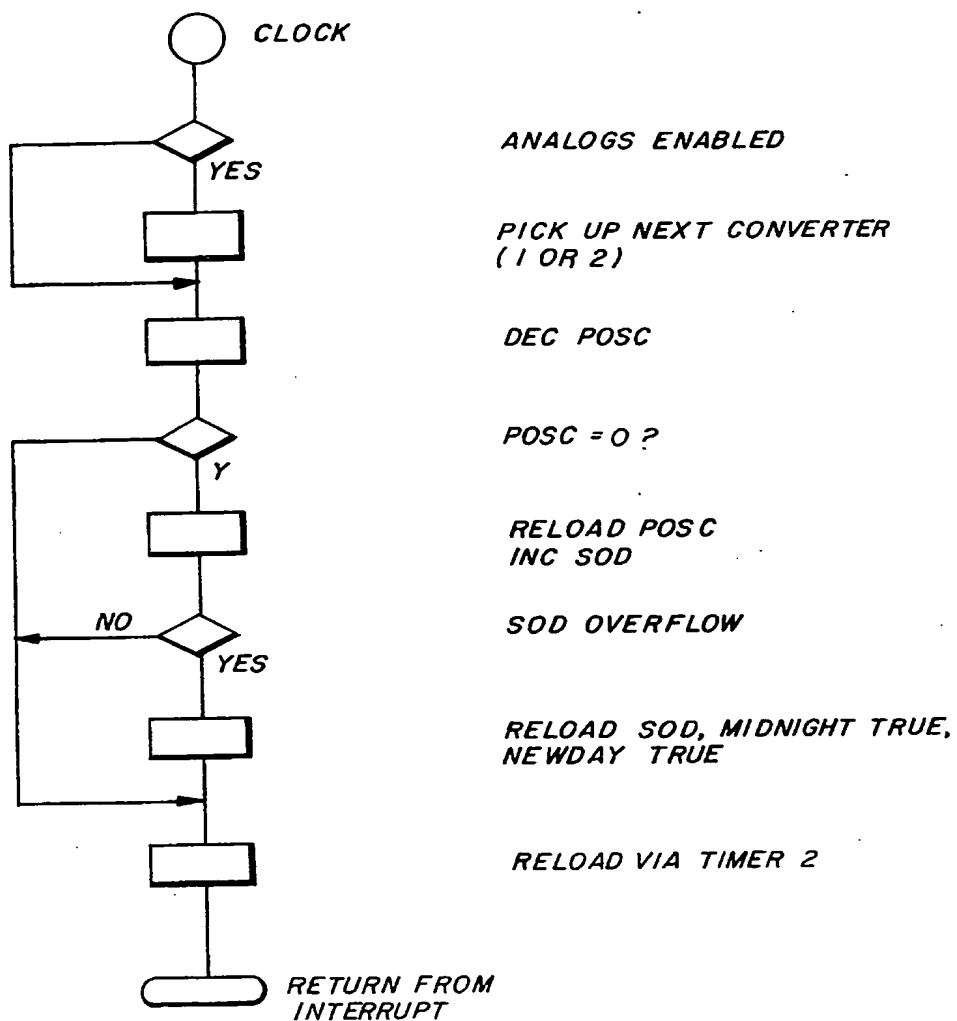 CLOCK
ANALOGS ENABLED
YES
PICK UP NEXT CONVERTER
(1 OR 2)
DEC POSC
POSC = 0 ?
Y
RELOAD POSC
INC SOD
NO
SOD OVERFLOW
YES
RELOAD SOD, MIDNIGHT TRUE,
NEWDAY TRUE
RELOAD VIA TIMER 2
RETURN FROM
INTERRUPT